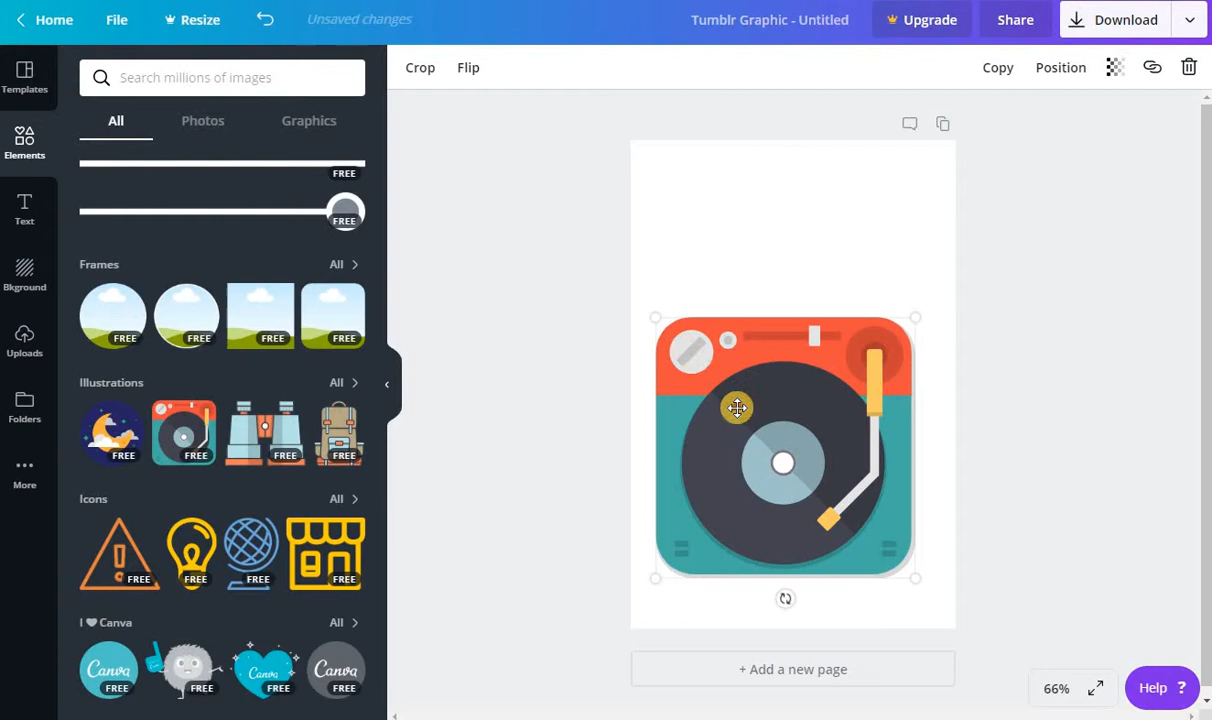 Home File Resize Unsaved changes Tumblr Graphic - Untitled Upgrade Share Download
Crop Flip Copy Position
Templates
Elements
Text
Bkground
Uploads
Folders
More
Search millions of images
All Photos Graphics
FREE
FREE
Frames All
FREE FREE FREE FREE
Illustrations All
FREE FREE FREE FREE
Icons All
FREE FREE FREE FREE
I Canva All
Canva Canva Canva
FREE FREE FREE FREE
+ Add a new page
66% Help ?